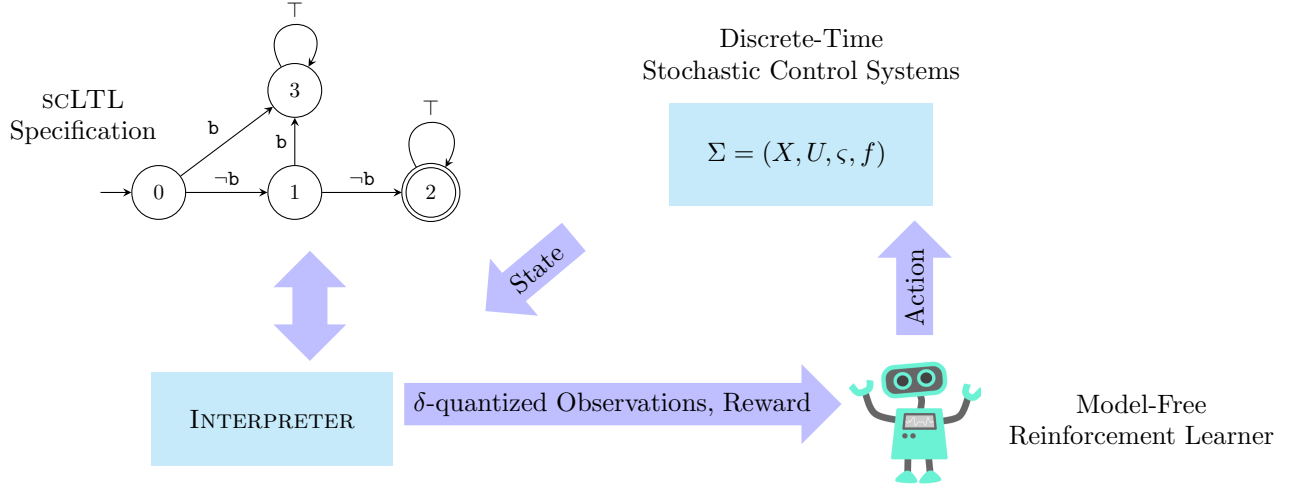 scLTL
Specification
⊤
3
b
b
0
¬b
1
¬b
⊤
2
Discrete-Time
Stochastic Control Systems
Σ = (X, U, ς, f)
State
Action
INTERPRETER
δ-quantized Observations, Reward
Model-Free
Reinforcement Learner